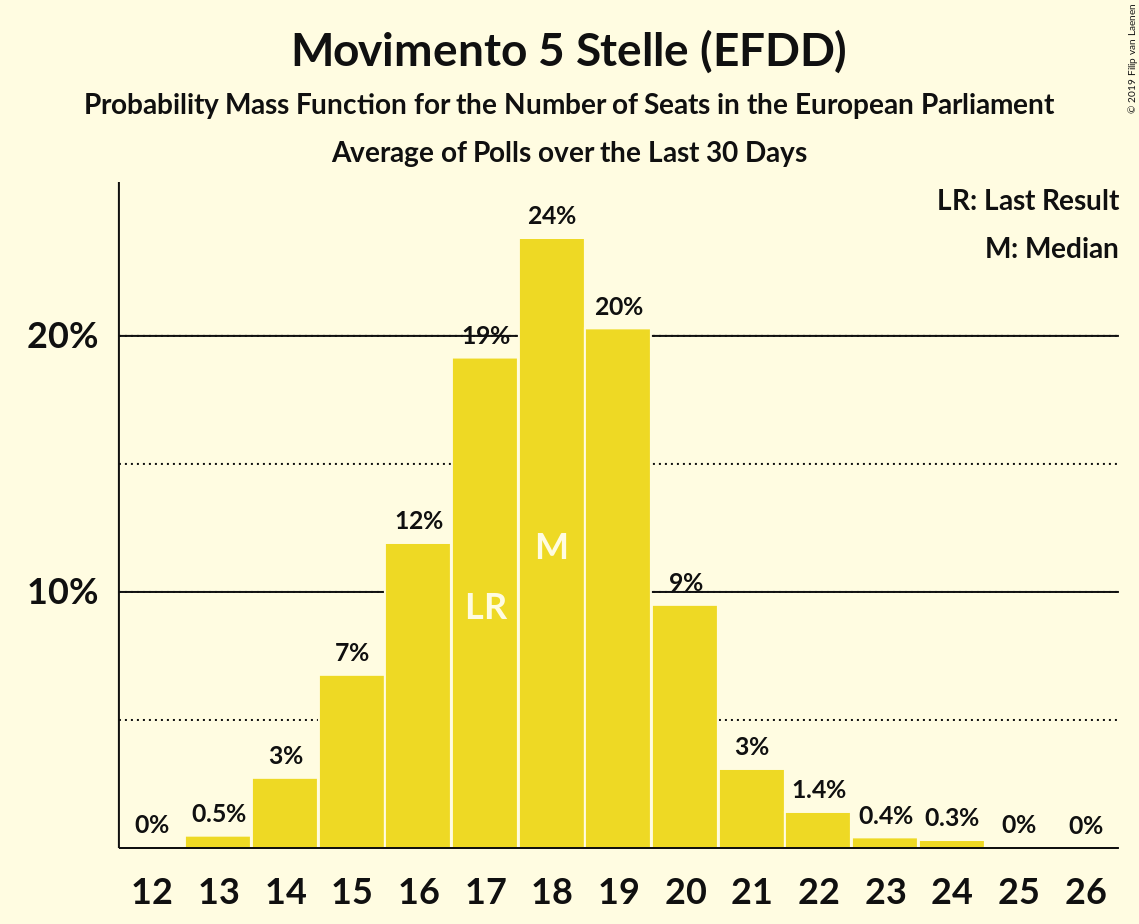 Movimento 5 Stelle (EFDD)
Probability Mass Function for the Number of Seats in the European Parliament
Average of Polls over the Last 30 Days
© 2019 Filip van Laenen
LR: Last Result
M: Median
24%
20%
19%
20%
12%
M
LR
9%
10%
7%
3%
3%
1.4%
0%
0.5%
0.4%
0.3%
0%
0%
12 13 14 15 16 17 18 19 20 21 22 23 24 25 26